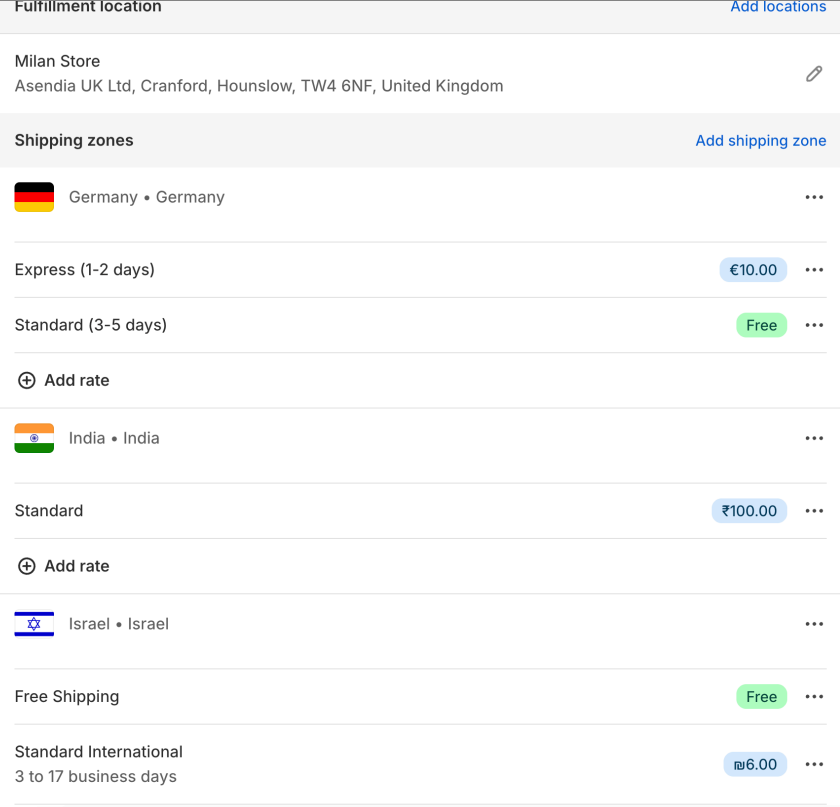 Fulfillment location
Add locations
Milan Store
Asendia UK Ltd, Cranford, Hounslow, TW4 6NF, United Kingdom
Shipping zones
Add shipping zone
Germany • Germany
Express (1-2 days)
€10.00
Standard (3-5 days)
Free
Add rate
India • India
Standard
₹100.00
Add rate
Israel • Israel
Free Shipping
Free
Standard International
3 to 17 business days
₪6.00